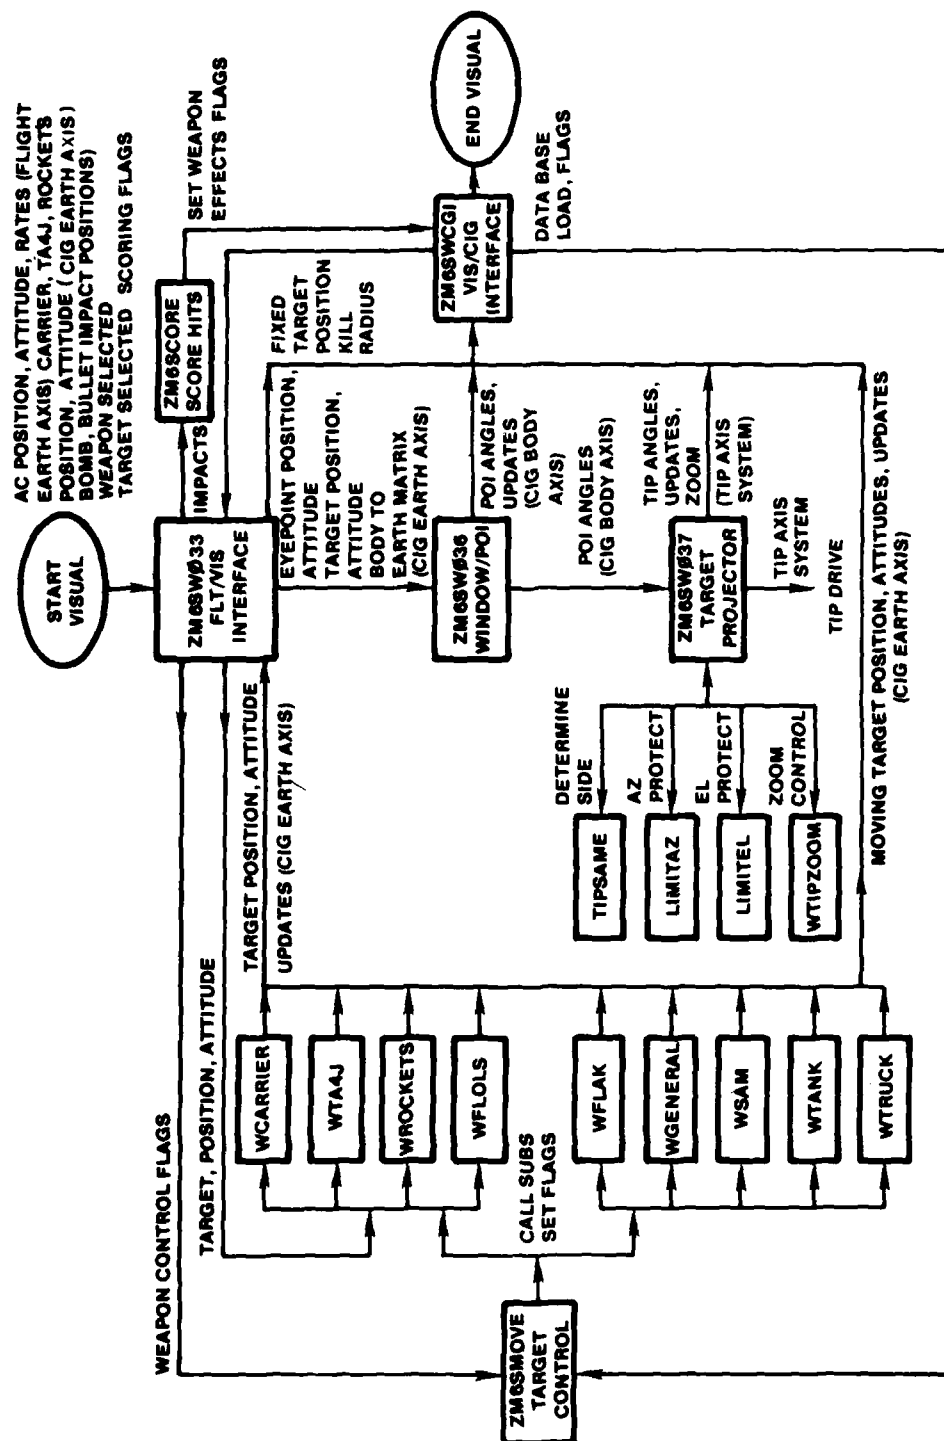 AC POSITION, ATTITUDE, RATES (FLIGHT
EARTH AXIS) CARRIER, TA4J, ROCKETS
POSITION, ATTITUDE ( CIG EARTH AXIS )
BOMB, BULLET IMPACT POSITIONS)
WEAPON SELECTED
TARGET SELECTED SCORING FLAGS
START
VISUAL
ZM6SWØ33
FLT/VIS
INTERFACE
IMPACTS
ZM6SCORE
SCORE HITS
SET WEAPON
EFFECTS FLAGS
EYEPOINT POSITION,
ATTITUDE
TARGET POSITION,
ATTITUDE
BODY TO
EARTH MATRIX
(CIG EARTH AXIS)
FIXED
TARGET
POSITION
KILL
RADIUS
ZM6SWCGI
VIS/CIG
INTERFACE
END VISUAL
DATA BASE
LOAD, FLAGS
ZM6SWØ36
WINDOW/POI
POI ANGLES,
UPDATES
(CIG BODY
AXIS)
POI ANGLES
(CIG BODY AXIS)
ZM6SWØ37
TARGET
PROJECTOR
TIP ANGLES,
UPDATES,
ZOOM
(TIP AXIS
SYSTEM)
TIP AXIS
SYSTEM
TIP DRIVE
DETERMINE
SIDE
AZ
PROTECT
EL
PROTECT
ZOOM
CONTROL
TIPSAME
LIMITAZ
LIMITEL
WTIPZOOM
MOVING TARGET POSITION, ATTITUDES, UPDATES
(CIG EARTH AXIS)
TARGET POSITION, ATTITUDE
UPDATES (CIG EARTH AXIS)
TARGET, POSITION, ATTITUDE
WEAPON CONTROL FLAGS
WCARRIER
WTA4J
WROCKETS
WFLOLS
WFLAK
WGENERAL
WSAM
WTANK
WTRUCK
CALL SUBS
SET FLAGS
ZM6SMOVE
TARGET
CONTROL